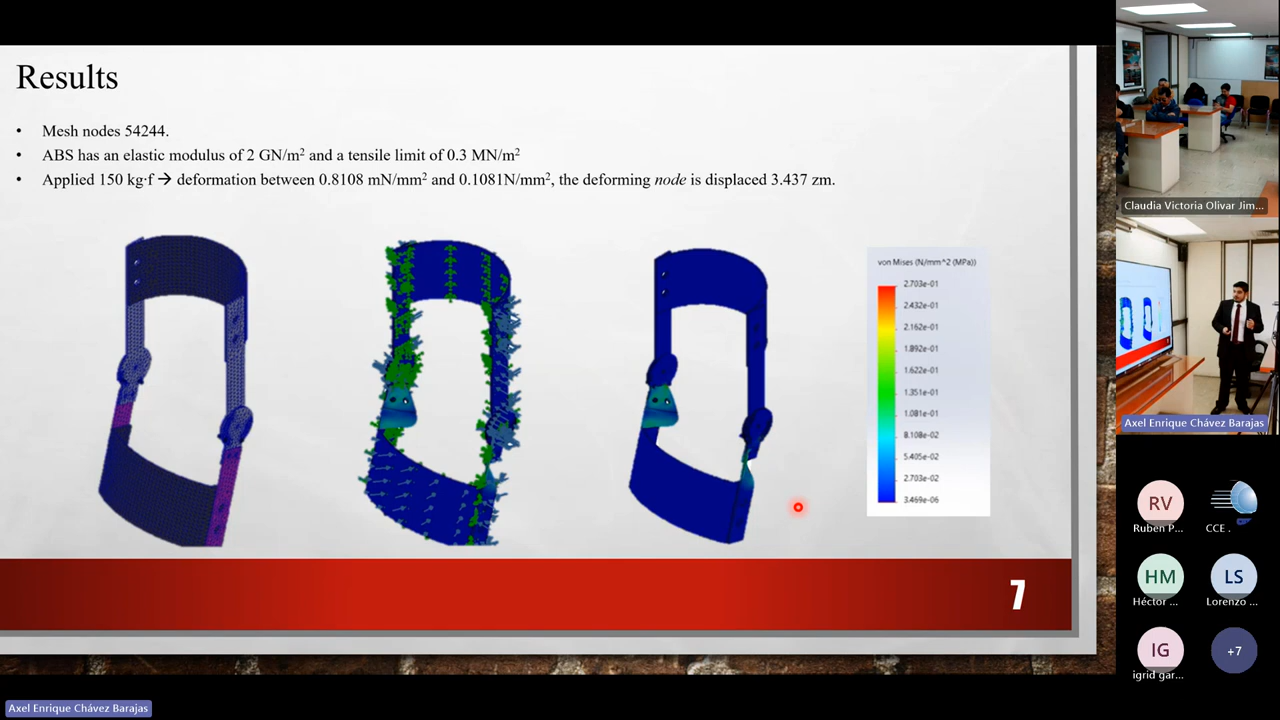 Results
• Mesh nodes 54244.
• ABS has an elastic modulus of 2 GN/m² and a tensile limit of 0.3 MN/m²
• Applied 150 kg·f → deformation between 0.8108 mN/mm² and 0.1081N/mm², the deforming node is displaced 3.437 zm.
von Mises (N/mm^2 (MPa))
2.703e-01
2.432e-01
2.162e-01
1.892e-01
1.622e-01
1.351e-01
1.081e-01
8.108e-02
5.405e-02
2.703e-02
3.469e-06
7
Claudia Victoria Olivar Jim...
Axel Enrique Chávez Barajas
RV
Ruben P...
CCE .
HM
Héctor ...
LS
Lorenzo ...
IG
igrid gar...
+7
Axel Enrique Chávez Barajas